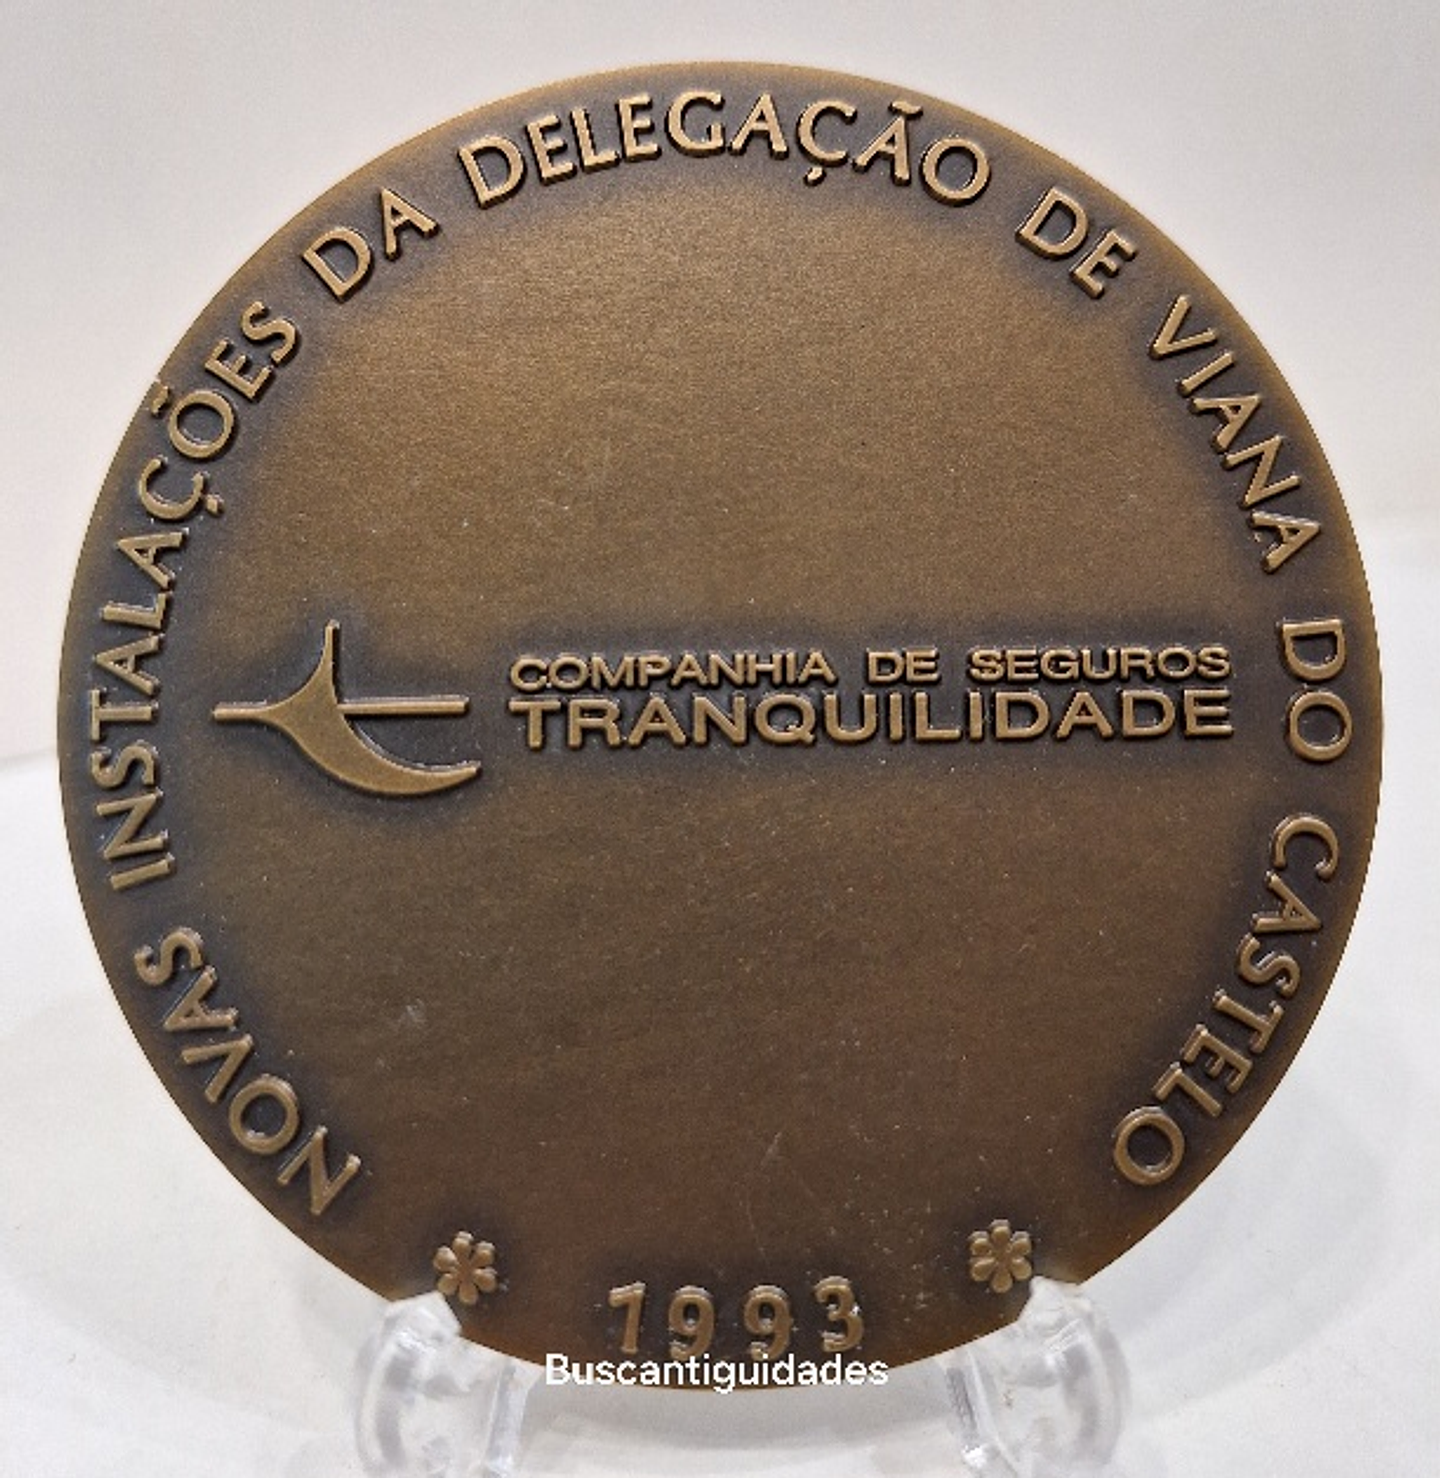 NOVAS INSTALAÇÕES DA DELEGAÇÃO DE VIANA DO CASTELO
COMPANHIA DE SEGUROS
TRANQUILIDADE
1993
Buscantiguidades